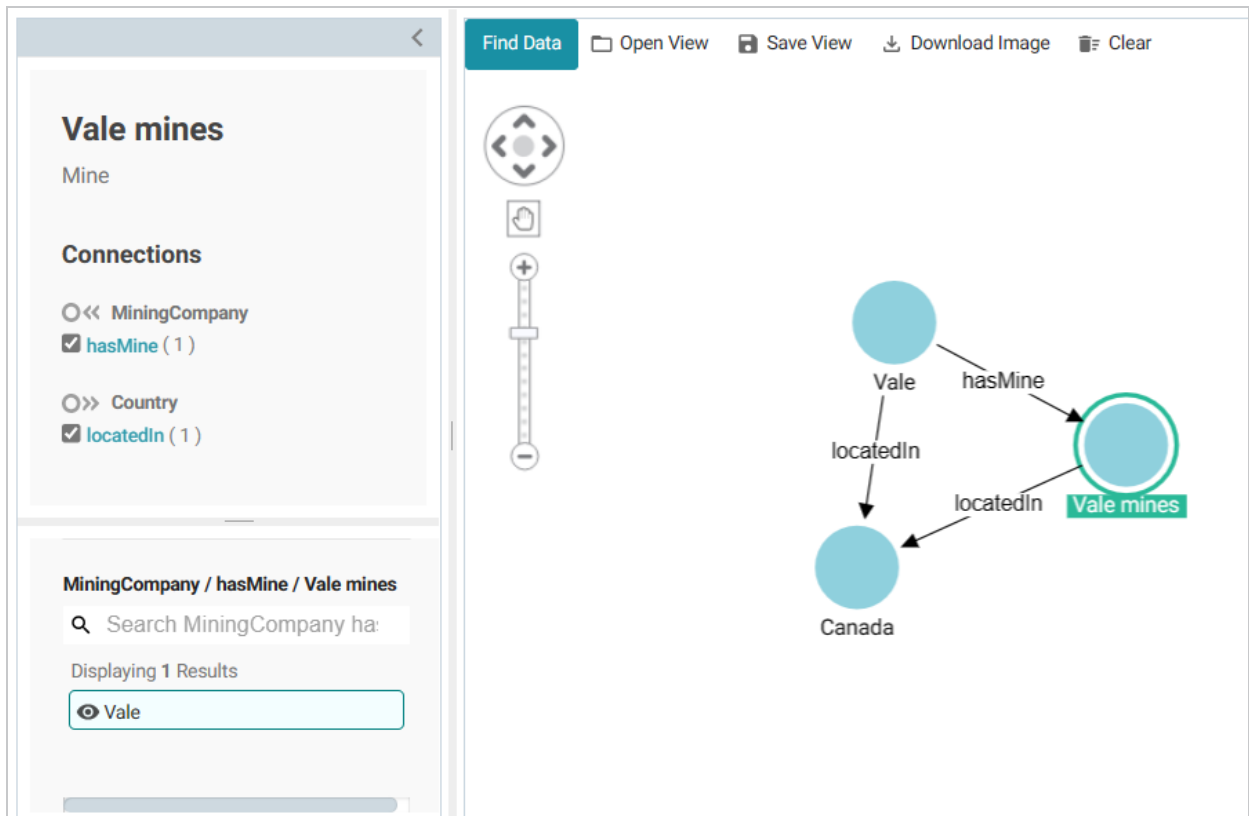 Find Data Open View Save View Download Image Clear
Vale mines
Mine
Connections
MiningCompany
hasMine ( 1 )
Country
locatedIn ( 1 )
MiningCompany / hasMine / Vale mines
Search MiningCompany ha
Displaying 1 Results
Vale
Vale
hasMine
locatedIn
locatedIn
Vale mines
Canada